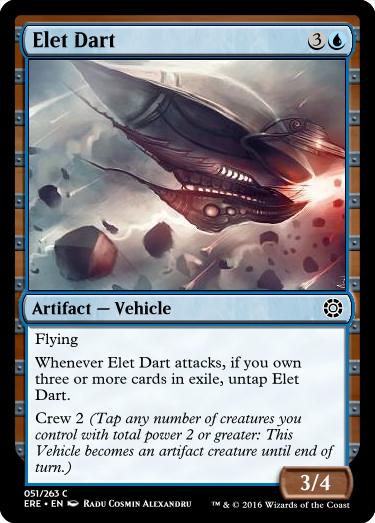 Elet Dart 3
Artifact — Vehicle
Flying
Whenever Elet Dart attacks, if you own
three or more cards in exile, untap Elet
Dart.
Crew 2 (Tap any number of creatures you
control with total power 2 or greater: This
Vehicle becomes an artifact creature until end of
turn.)
3/4
051/263 C
ERE • EN Radu Cosmin Alexandru ™ & © 2016 Wizards of the Coast